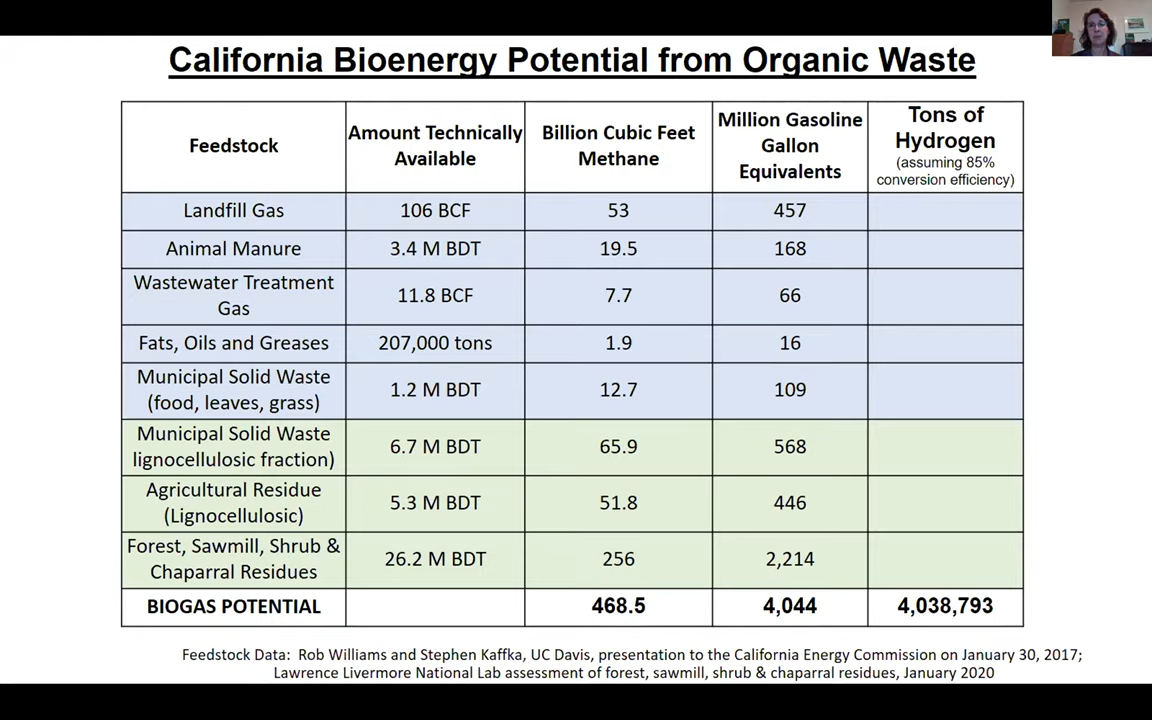 California Bioenergy Potential from Organic Waste
Feedstock
Amount Technically
Available
Billion Cubic Feet
Methane
Million Gasoline
Gallon
Equivalents
Tons of
Hydrogen
(assuming 85%
conversion efficiency)
Landfill Gas
106 BCF
53
457
Animal Manure
3.4 M BDT
19.5
168
Wastewater Treatment
Gas
11.8 BCF
7.7
66
Fats, Oils and Greases
207,000 tons
1.9
16
Municipal Solid Waste
(food, leaves, grass)
1.2 M BDT
12.7
109
Municipal Solid Waste
lignocellulosic fraction)
6.7 M BDT
65.9
568
Agricultural Residue
(Lignocellulosic)
5.3 M BDT
51.8
446
Forest, Sawmill, Shrub &
Chaparral Residues
26.2 M BDT
256
2,214
BIOGAS POTENTIAL
468.5
4,044
4,038,793
Feedstock Data: Rob Williams and Stephen Kaffka, UC Davis, presentation to the California Energy Commission on January 30, 2017;
Lawrence Livermore National Lab assessment of forest, sawmill, shrub & chaparral residues, January 2020